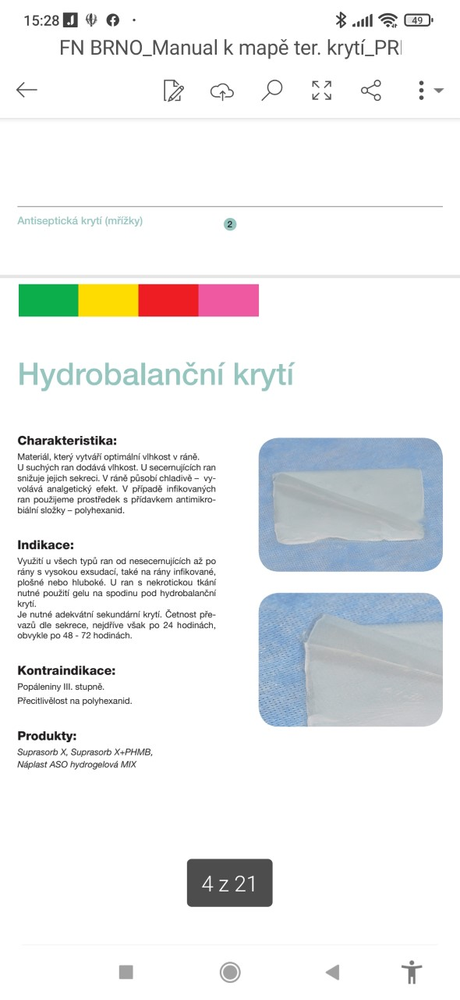 15:28
49
FN BRNO_Manual k mapě ter. krytí_PRI
Antiseptická krytí (mřížky)
2
Hydrobalanční krytí
Charakteristika:
Materiál, který vytváří optimální vlhkost v ráně.
U suchých ran dodává vlhkost. U secernujících ran
snižuje jejich sekreci. V ráně působí chladivě – vy-
volává analgetický efekt. V případě infikovaných
ran použijeme prostředek s přídavkem antimikro-
biální složky – polyhexanid.
Indikace:
Využití u všech typů ran od nesecernujících až po
rány s vysokou exsudací, také na rány infikované,
plošné nebo hluboké. U ran s nekrotickou tkání
nutné použití gelu na spodinu pod hydrobalanční
krytí.
Je nutné adekvátní sekundární krytí. Četnost pře-
vazů dle sekrece, nejdříve však po 24 hodinách,
obvykle po 48 - 72 hodinách.
Kontraindikace:
Popáleniny III. stupně.
Přecitlivělost na polyhexanid.
Produkty:
Suprasorb X, Suprasorb X+PHMB,
Náplast ASO hydrogelová MIX
4 z 21